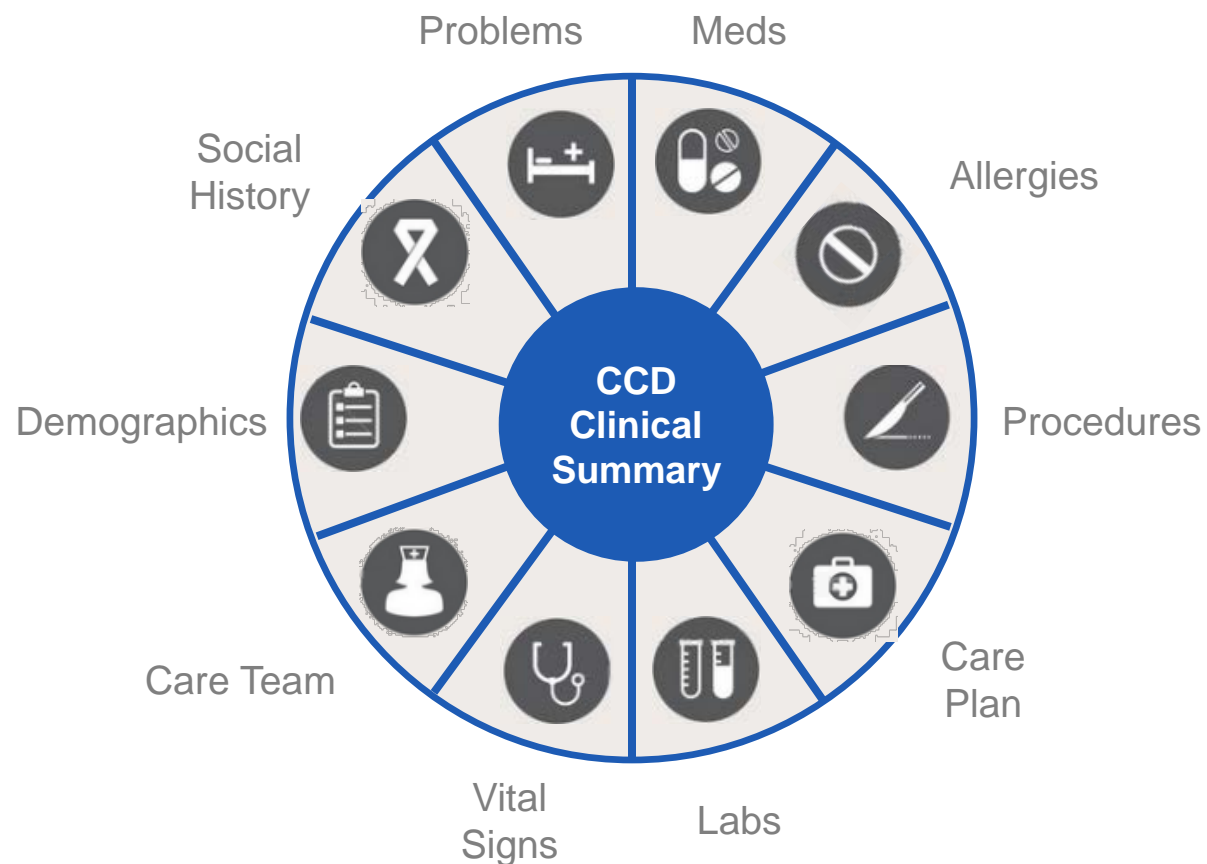 Problems
Meds
Social
History
Allergies
Demographics
CCD
Clinical
Summary
Procedures
Care Team
Care
Plan
Vital
Signs
Labs